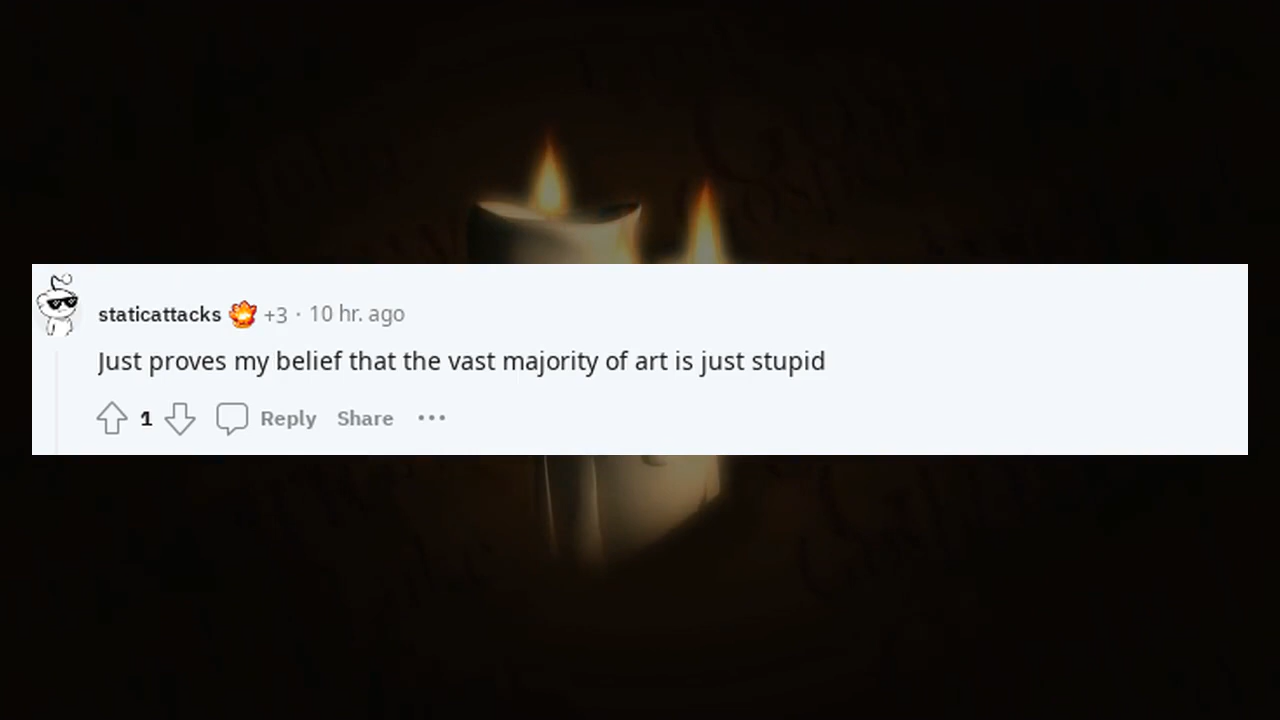 staticattacks +3 · 10 hr. ago
Just proves my belief that the vast majority of art is just stupid
1 Reply Share ···